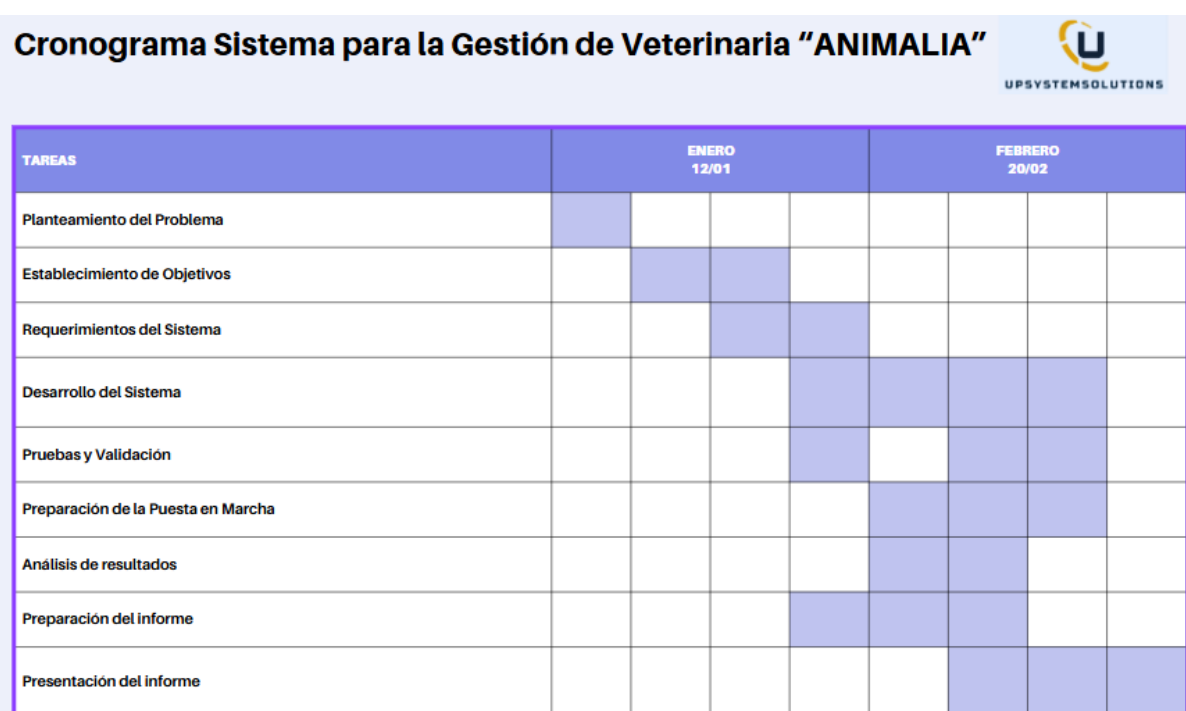 Cronograma Sistema para la Gestión de Veterinaria “ANIMALIA”
U
UPSYSTEMSOLUTIONS
TAREAS
ENERO
12/01
FEBRERO
20/02
Planteamiento del Problema
Establecimiento de Objetivos
Requerimientos del Sistema
Desarrollo del Sistema
Pruebas y Validación
Preparación de la Puesta en Marcha
Análisis de resultados
Preparación del informe
Presentación del informe